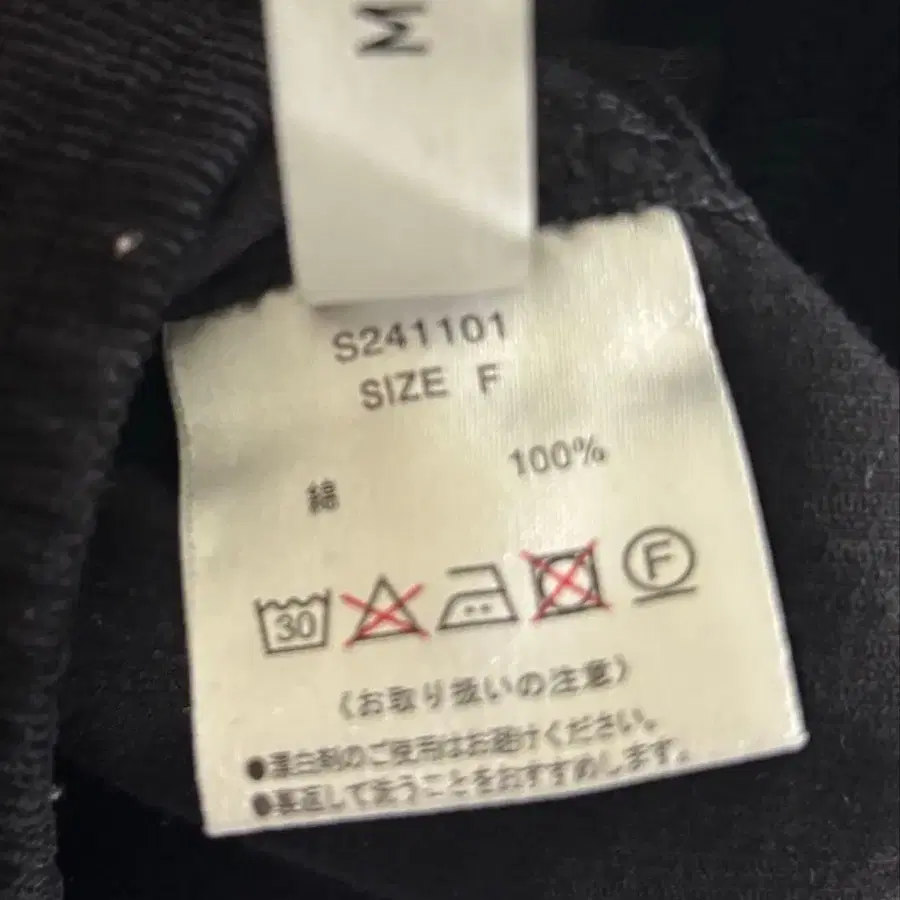 M
S241101
SIZE F
綿 100%
30 F
〈お取り扱いの注意〉
●漂白剤のご使用はお避けください。
●裏返して洗うことをおすすめします。